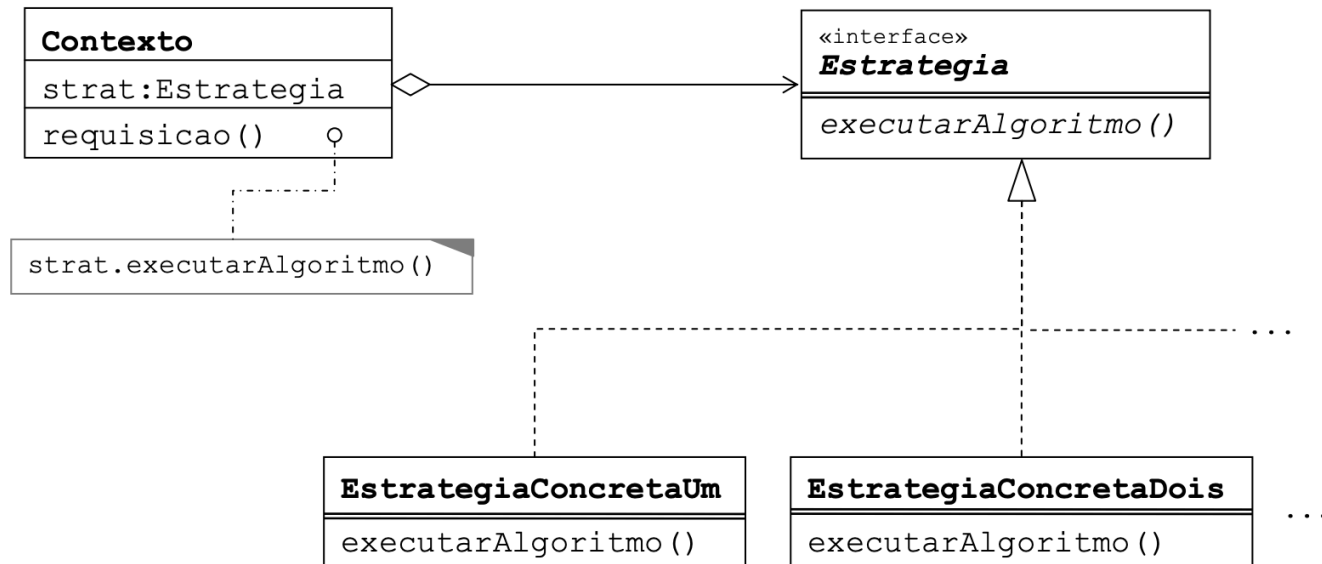 Contexto
strat:Estrategia
requisicao()
strat.executarAlgoritmo()
«interface»
Estrategia
executarAlgoritmo()
...
EstrategiaConcretaUm
executarAlgoritmo()
EstrategiaConcretaDois
executarAlgoritmo()
...